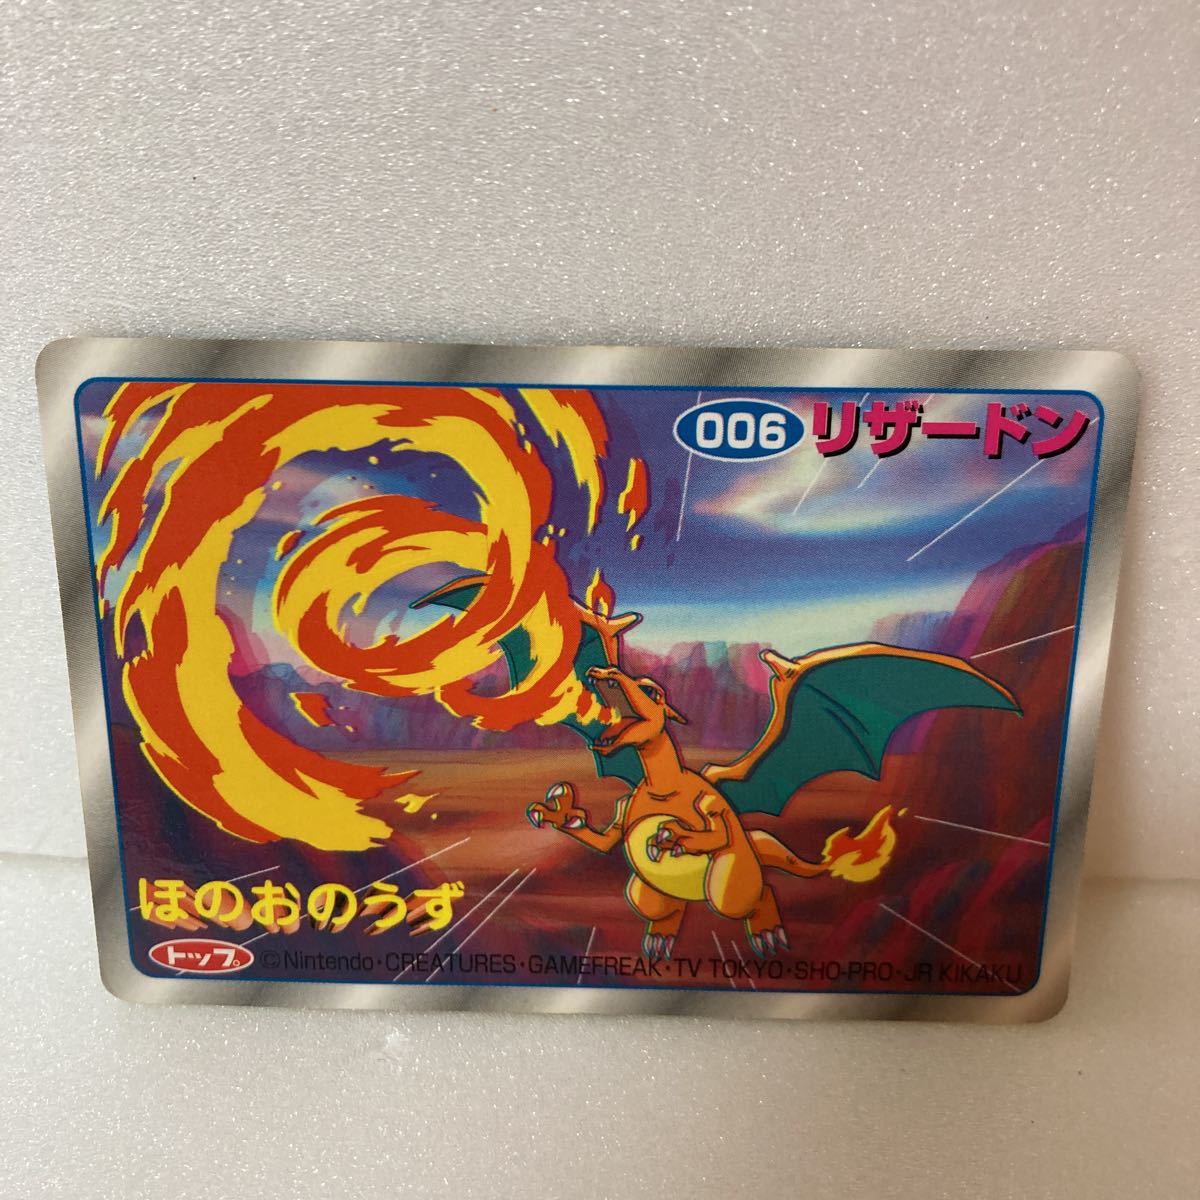 006 リザードン
ほのおのうず
トップ。 ©Nintendo・CREATURES・GAMEFREAK・TV TOKYO・SHO-PRO・JR KIKAKU